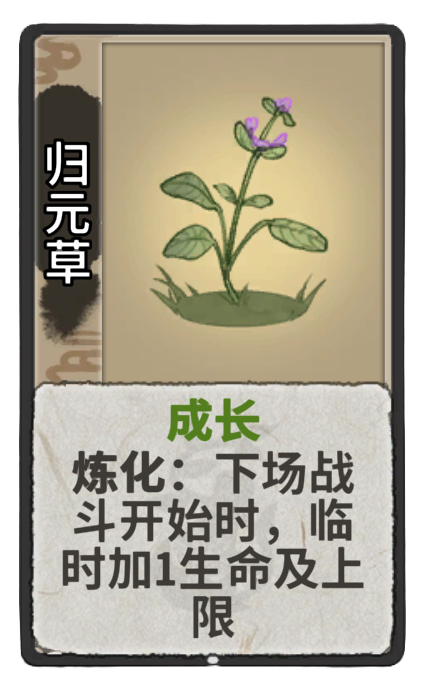 归元草
成长
炼化：下场战
斗开始时，临
时加1生命及上
限